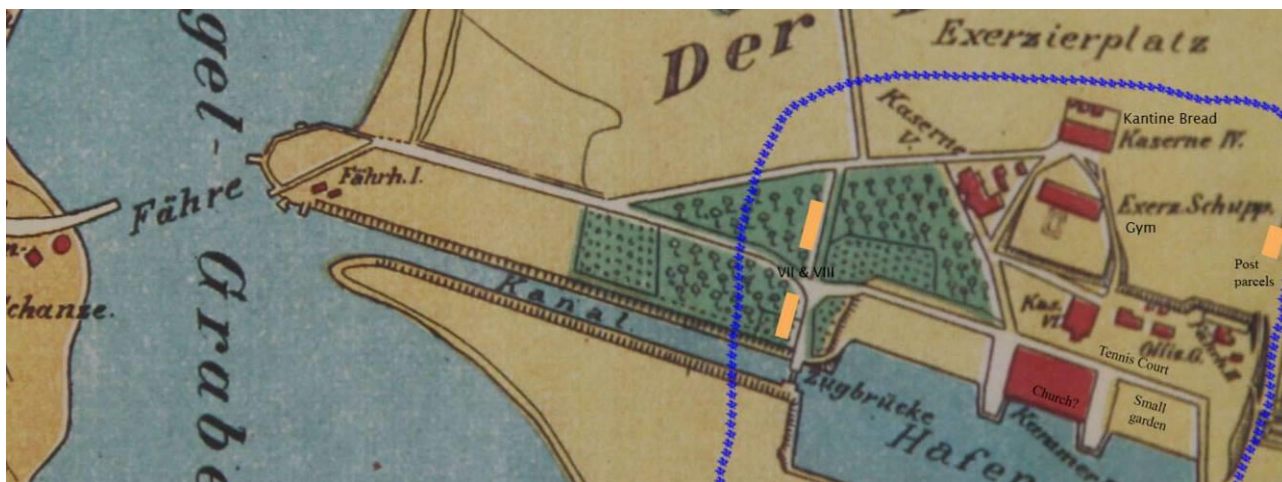 Der
Exerzierplatz
Kantine Bread
Kaserne IV.
Kaserne
V.
Fährh. I.
Fähre
Exerz. Schupp.
Gym
Post
parcels
VII & VIII
Kanal.
gel-
Grabe
chanze.
Kas.
VI.
Offiz. G.
Tennis Court
Church?
Small
garden
Zugbrücke
Hafen